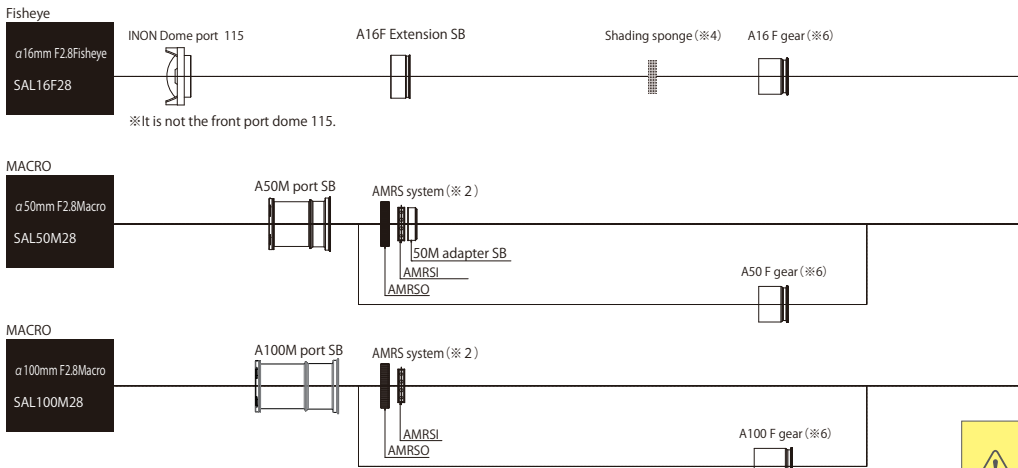 Fisheye
α16mm F2.8Fisheye
SAL16F28
INON Dome port 115
A16F Extension SB
Shading sponge(※4)
A16 F gear(※6)
※It is not the front port dome 115.
MACRO
α50mm F2.8Macro
SAL50M28
A50M port SB
AMRS system(※ 2)
50M adapter SB
AMRSI
AMRSO
A50 F gear(※6)
MACRO
α100mm F2.8Macro
SAL100M28
A100M port SB
AMRS system(※ 2)
AMRSI
AMRSO
A100 F gear(※6)